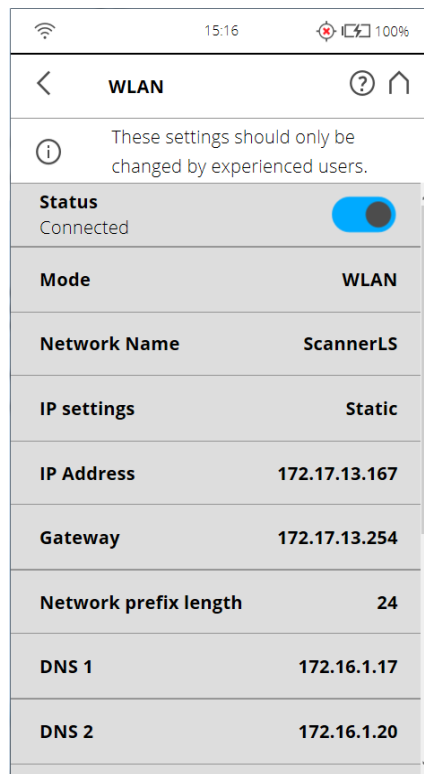 15:16 100%
WLAN
These settings should only be
changed by experienced users.
Status
Connected
Mode WLAN
Network Name ScannerLS
IP settings Static
IP Address 172.17.13.167
Gateway 172.17.13.254
Network prefix length 24
DNS 1 172.16.1.17
DNS 2 172.16.1.20